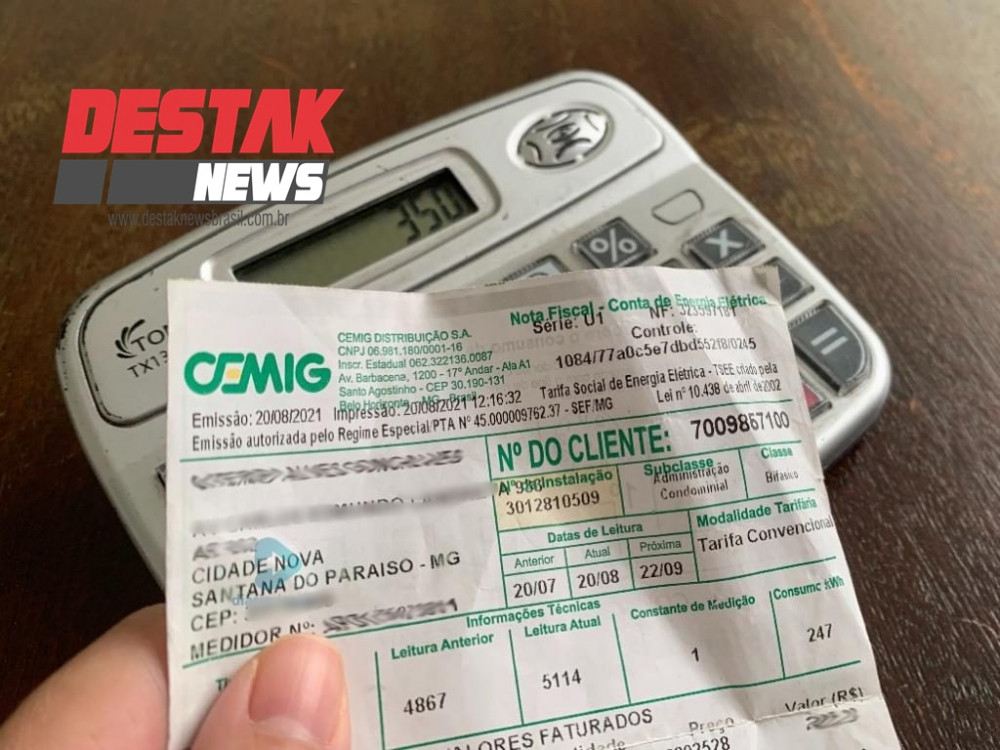 DESTAK
NEWS
www.destaknewsbrasil.com.br
350
%
X
=
TX13
CEMIG
CEMIG DISTRIBUIÇÃO S.A.
CNPJ 06.981.180/0001-16
Inscr. Estadual 062.322136.0087
Av. Barbacena, 1200 - 17º Andar - Ala A1
Santo Agostinho - CEP 30.190-131
Belo Horizonte - MG - Brasil
Nota Fiscal - Conta de Energia Elétrica
Série: U1
NF:
Controle:
Tarifa Social de Energia Elétrica - TSEE criado pela
Lei nº 10.438 de abril de 2002
Emissão: 20/08/2021 Impressão: 20/08/2021 12:16:32
Emissão autorizada pelo Regime Especial/PTA Nº 45.000009762.37 - SEF/MG
Nº DO CLIENTE: 7009857100
Nº da Instalação
3012810509
Subclasse
Administração
Condominial
Classe
Bifásico
Datas de Leitura
Anterior Atual Próxima
20/07 20/08 22/09
Modalidade Tarifária
Tarifa Convencional
CIDADE NOVA
SANTANA DO PARAISO - MG
CEP:
MEDIDOR Nº:
Informações Técnicas
Leitura Anterior Leitura Atual Constante de Medição Consumo kWh
4867 5114 1 247
VALORES FATURADOS
Preço
Valor (R$)